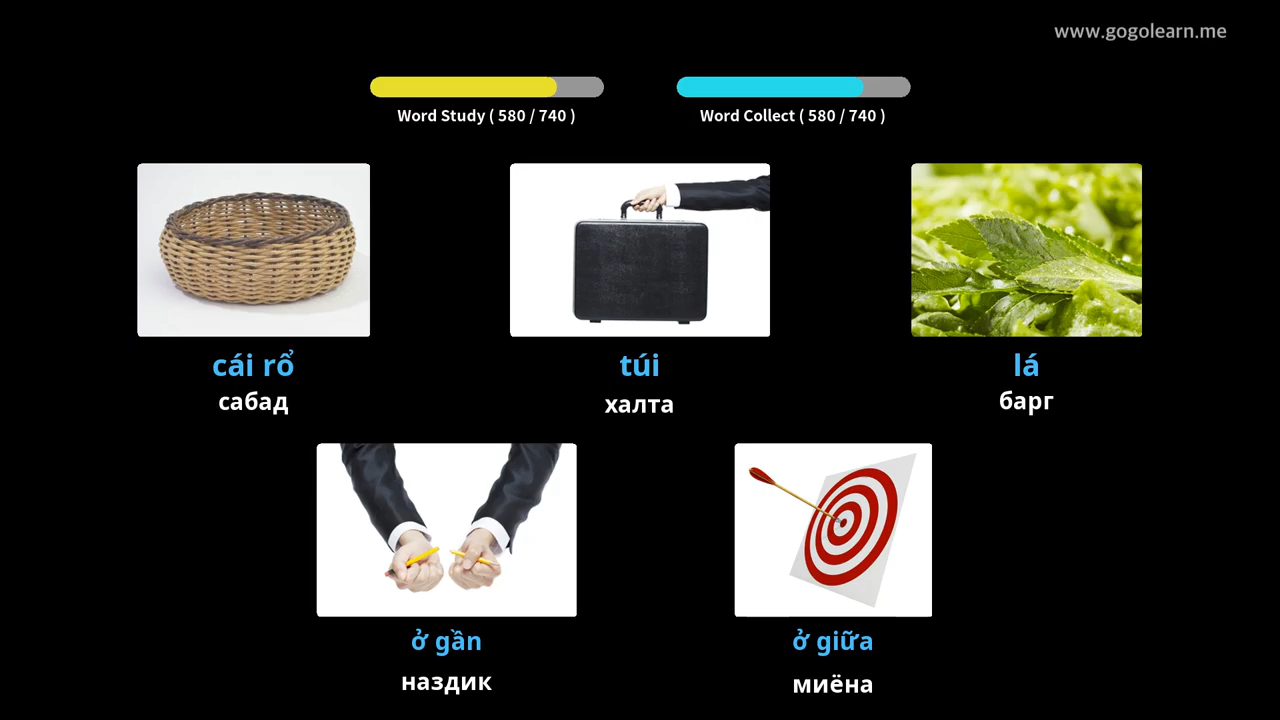 www.gogolearn.me
Word Study ( 580 / 740 )
Word Collect ( 580 / 740 )
cái rổ
сабад
túi
халта
lá
барг
ở gần
наздик
ở giữa
миёна